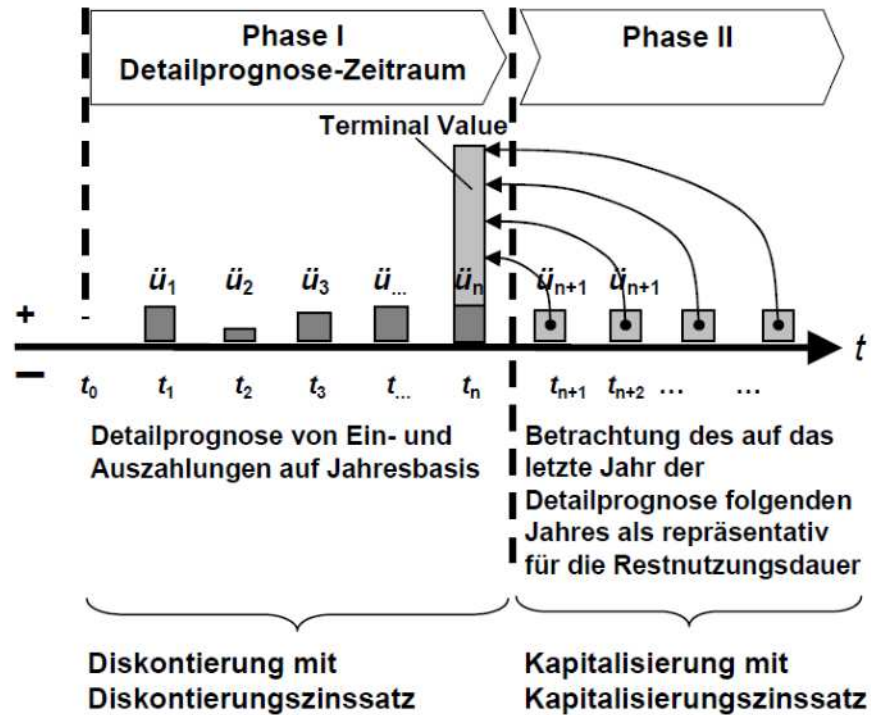 Phase I
Detailprognose-Zeitraum
Phase II
Terminal Value
ü1 ü2 ü3 ü... ün ün+1 ün+1
+
t
−
t0 t1 t2 t3 t... tn tn+1 tn+2 ... ...
Detailprognose von Ein- und
Auszahlungen auf Jahresbasis
Betrachtung des auf das
letzte Jahr der
Detailprognose folgenden
Jahres als repräsentativ
für die Restnutzungsdauer
Diskontierung mit
Diskontierungszinssatz
Kapitalisierung mit
Kapitalisierungszinssatz